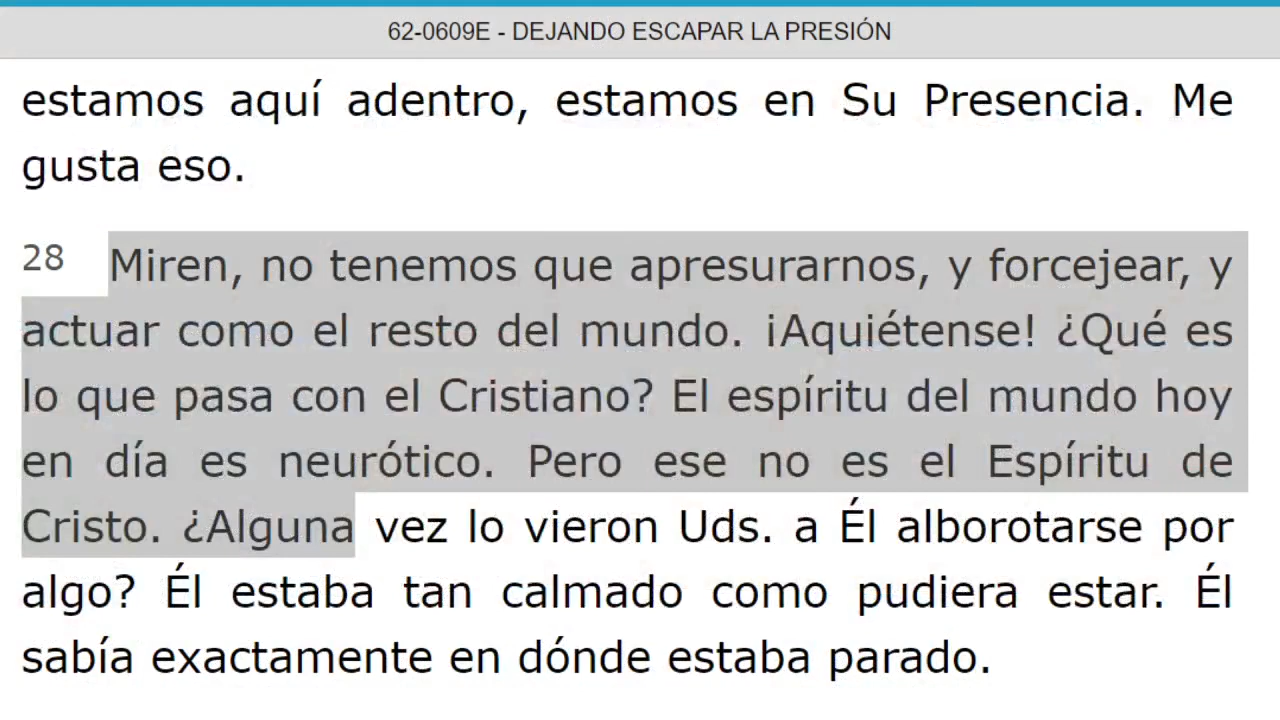 62-0609E - DEJANDO ESCAPAR LA PRESIÓN
estamos aquí adentro, estamos en Su Presencia. Me
gusta eso.
28 Miren, no tenemos que apresurarnos, y forcejear, y
actuar como el resto del mundo. ¡Aquiétense! ¿Qué es
lo que pasa con el Cristiano? El espíritu del mundo hoy
en día es neurótico. Pero ese no es el Espíritu de
Cristo. ¿Alguna vez lo vieron Uds. a Él alborotarse por
algo? Él estaba tan calmado como pudiera estar. Él
sabía exactamente en dónde estaba parado.